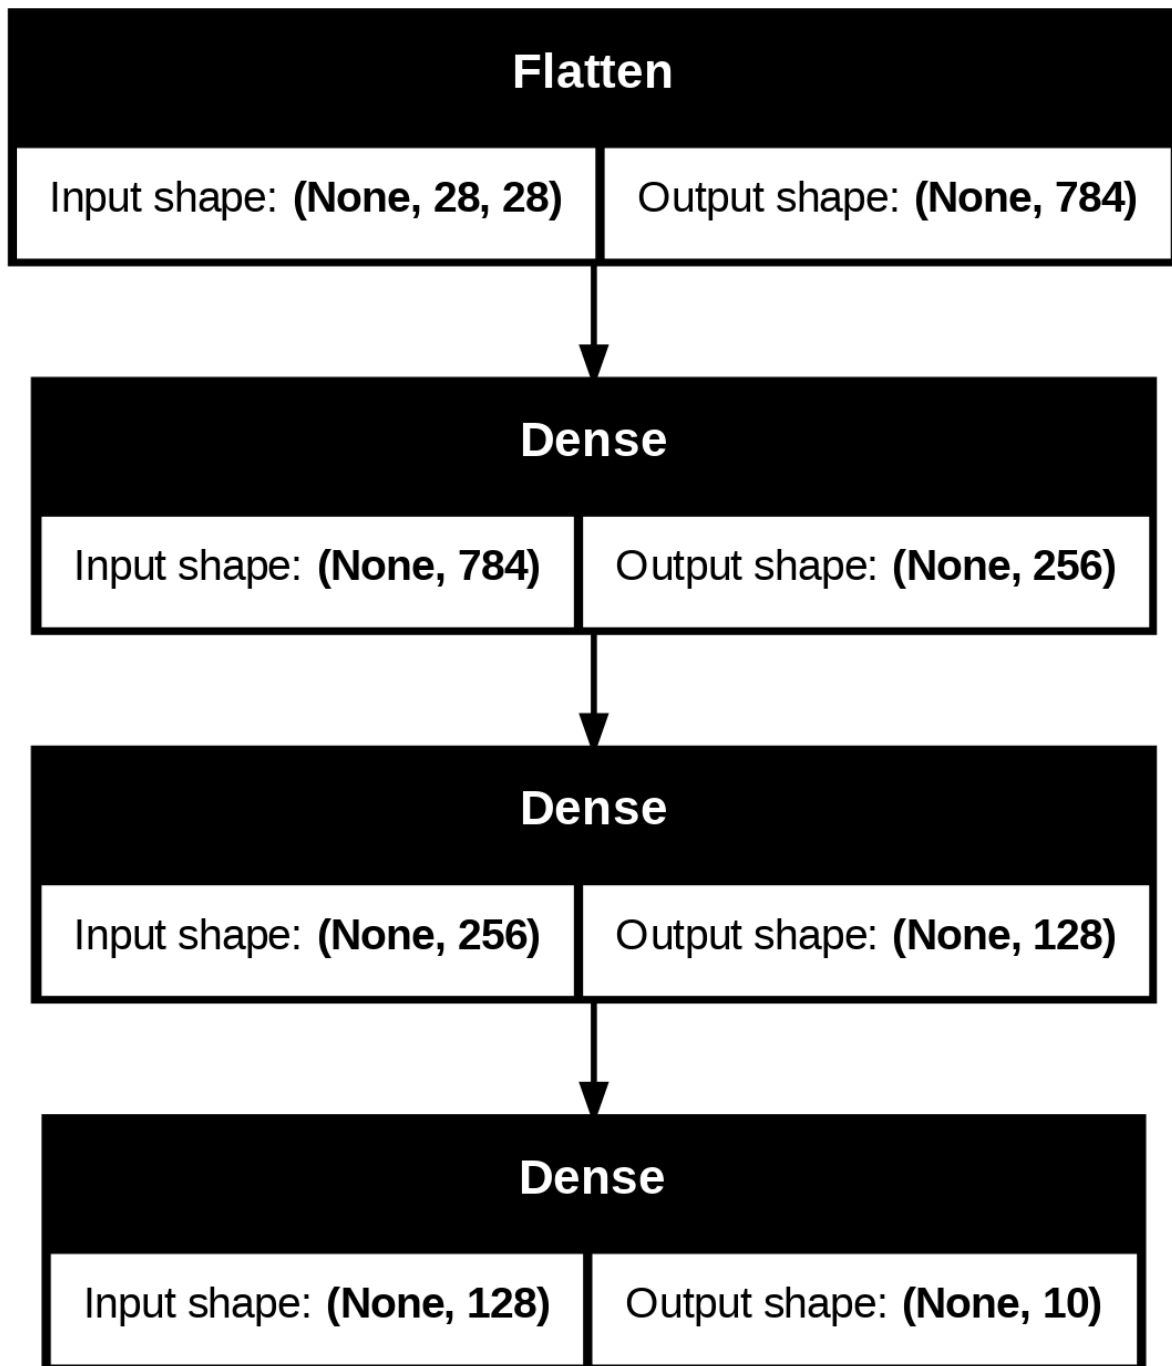 Flatten
Input shape: (None, 28, 28) Output shape: (None, 784)
Dense
Input shape: (None, 784) Output shape: (None, 256)
Dense
Input shape: (None, 256) Output shape: (None, 128)
Dense
Input shape: (None, 128) Output shape: (None, 10)